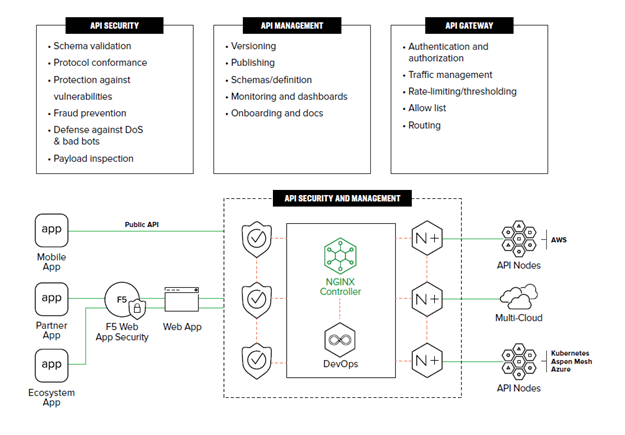 API SECURITY
• Schema validation
• Protocol conformance
• Protection against
vulnerabilities
• Fraud prevention
• Defense against DoS
& bad bots
• Payload inspection
API MANAGEMENT
• Versioning
• Publishing
• Schemas/definition
• Monitoring and dashboards
• Onboarding and docs
API GATEWAY
• Authentication and
authorization
• Traffic management
• Rate-limiting/thresholding
• Allow list
• Routing
API SECURITY AND MANAGEMENT
app
Mobile
App
Public API
app
Partner
App
F5
F5 Web
App Security
Web App
app
Ecosystem
App
NGINX
Controller
DevOps
N+
N+
N+
AWS
API Nodes
Multi-Cloud
Kubernetes
Aspen Mesh
Azure
API Nodes